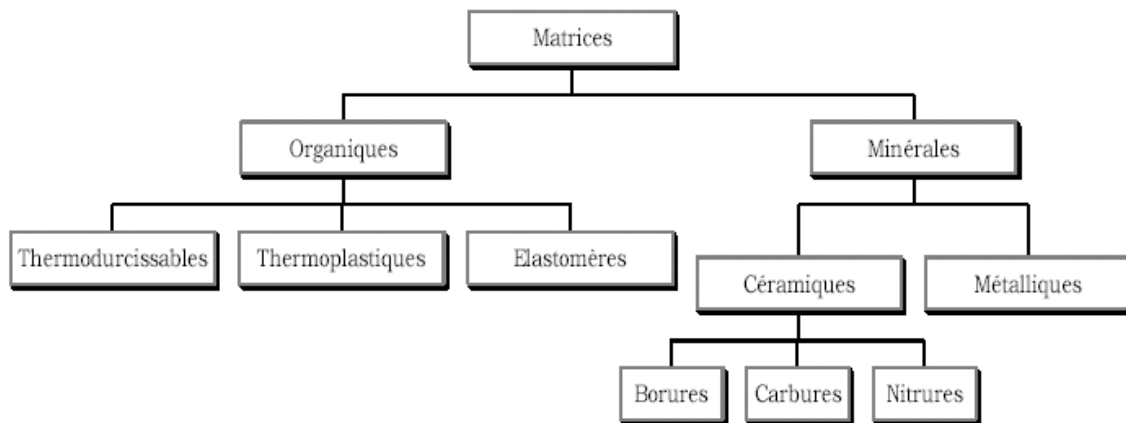 Matrices
Organiques
Minérales
Thermodurcissables
Thermoplastiques
Elastomères
Céramiques
Métalliques
Borures
Carbures
Nitrures